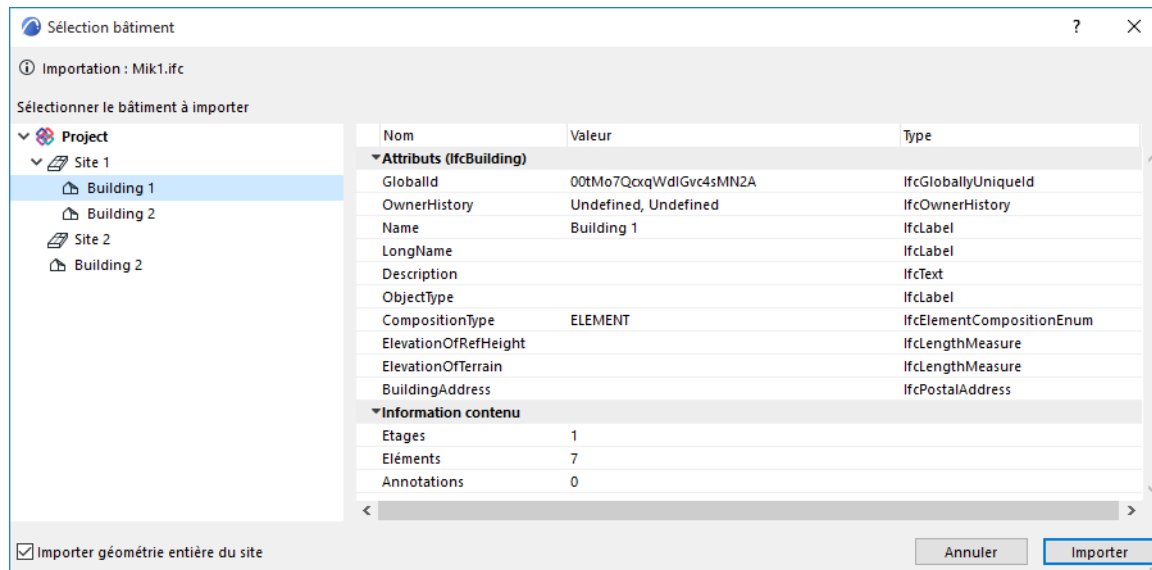 Sélection bâtiment ?
Importation : Mik1.ifc
Sélectionner le bâtiment à importer
Project
Site 1
Building 1
Building 2
Site 2
Building 2
Nom Valeur Type
Attributs (IfcBuilding)
GlobalId 00tMo7QcxqWdIGvc4sMN2A IfcGloballyUniqueId
OwnerHistory Undefined, Undefined IfcOwnerHistory
Name Building 1 IfcLabel
LongName IfcLabel
Description IfcText
ObjectType IfcLabel
CompositionType ELEMENT IfcElementCompositionEnum
ElevationOfRefHeight IfcLengthMeasure
ElevationOfTerrain IfcLengthMeasure
BuildingAddress IfcPostalAddress
Information contenu
Etages 1
Eléments 7
Annotations 0
Importer géométrie entière du site Annuler Importer